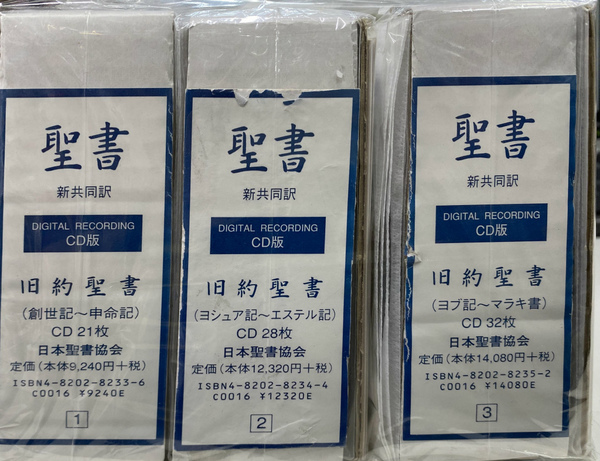 聖書
新共同訳
DIGITAL RECORDING
CD版
旧約聖書
(創世記〜申命記)
CD 21枚
日本聖書協会
定価(本体9,240円+税)
ISBN4-8202-8233-6
C0016 ¥9240E
1
聖書
新共同訳
DIGITAL RECORDING
CD版
旧約聖書
(ヨシュア記〜エステル記)
CD 28枚
日本聖書協会
定価(本体12,320円+税)
ISBN4-8202-8234-4
C0016 ¥12320E
2
聖書
新共同訳
DIGITAL RECORDING
CD版
旧約聖書
(ヨブ記〜マラキ書)
CD 32枚
日本聖書協会
定価(本体14,080円+税)
ISBN4-8202-8235-2
C0016 ¥14080E
3